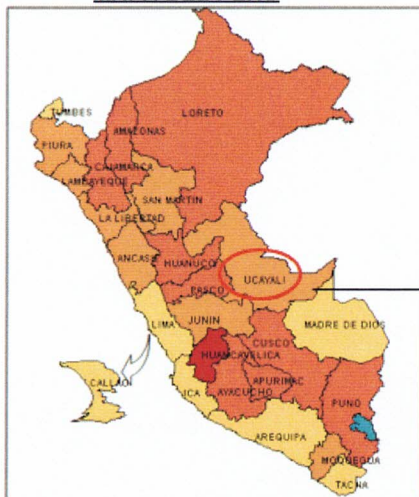 TUMBES
LORETO
AMAZONAS
PIURA
CAJAMARCA
LAMBAYEQUE
SAN MARTIN
LA LIBERTAD
ANCASH
HUANUCO
UCAYALI
PASCO
JUNIN
LIMA
MADRE DE DIOS
CUSCO
HUANCAVELICA
CALLAO
APURIMAC
ICA
AYACUCHO
PUNO
AREQUIPA
MOQUEGUA
TACNA